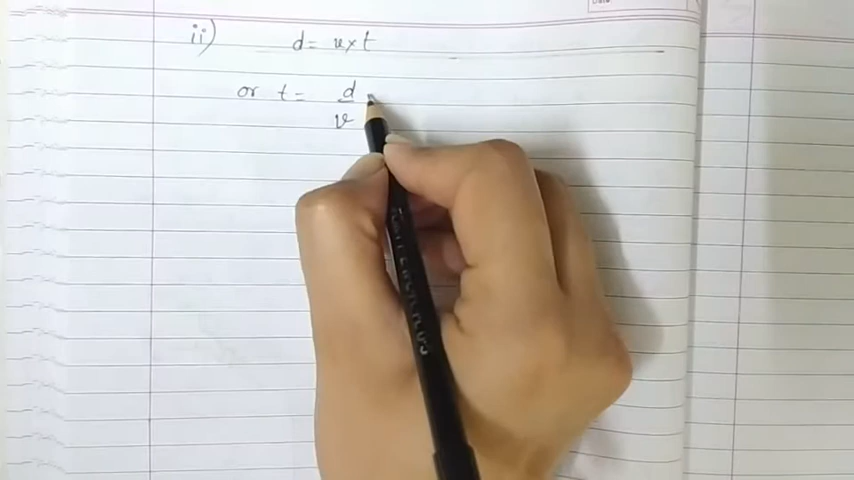 ii) d = v × t
or t = d/v